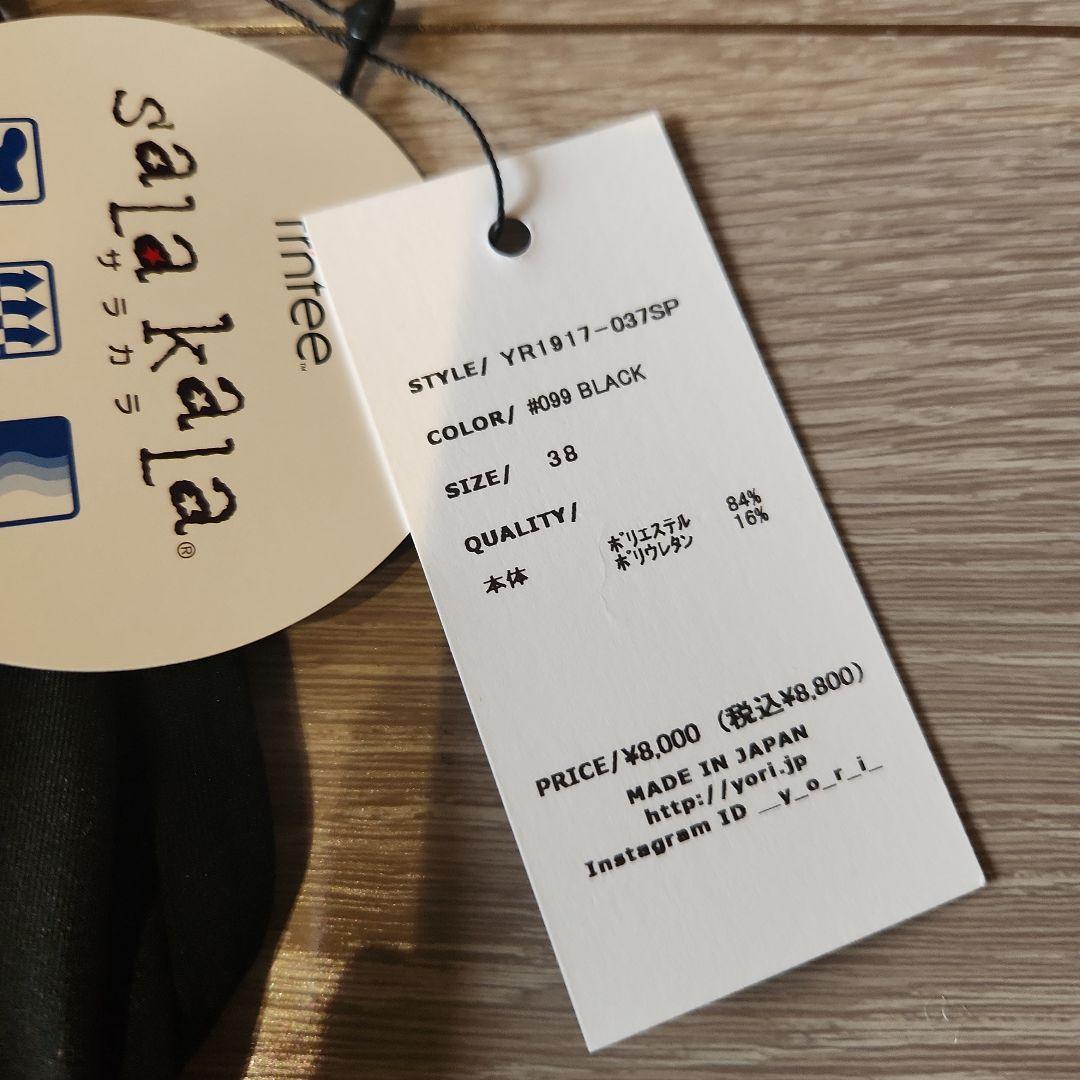 sala kala®
サラカラ
STYLE/ YR1917-037SP
COLOR/ #099 BLACK
SIZE/ 38
QUALITY/
本体 ポリエステル 84%
ポリウレタン 16%
PRICE/¥8,000 (税込¥8,800)
MADE IN JAPAN
http://yori.jp
Instagram ID __y_o_r_i_